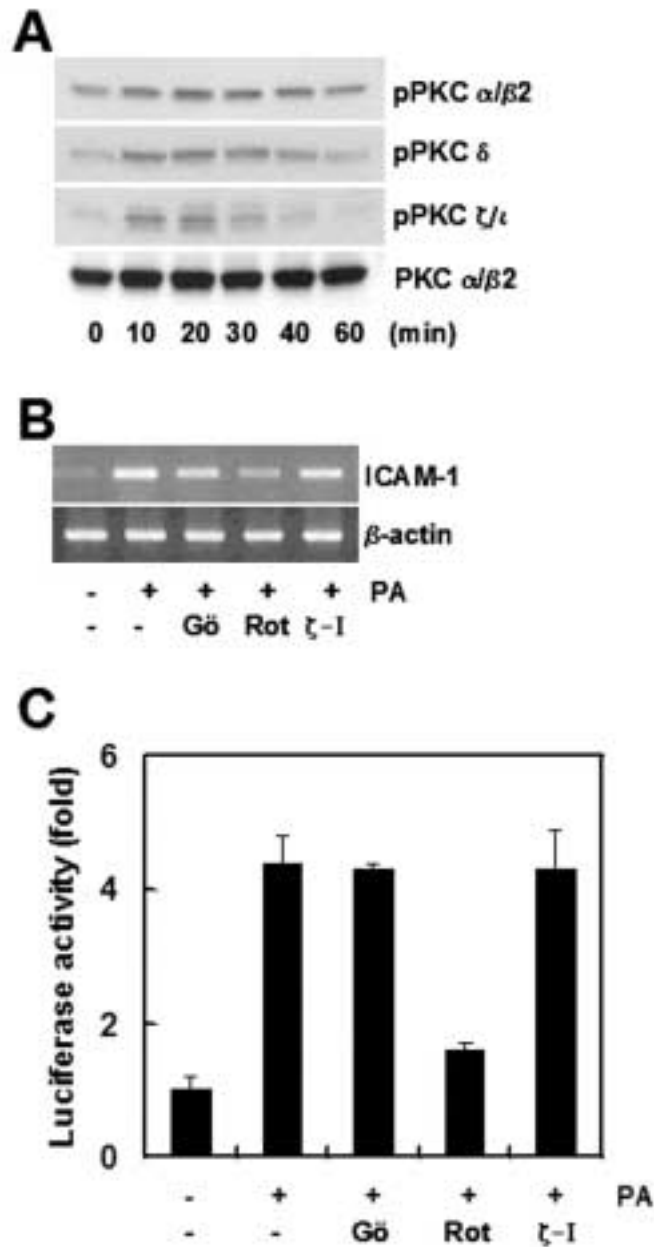 A
pPKC α/β2
pPKC δ
pPKC ζ/ι
PKC α/β2
0 10 20 30 40 60 (min)
B
ICAM-1
β-actin
- + + + + PA
- - Gö Rot ζ-I
C
Luciferase activity (fold)
6
4
2
0
- + + + + PA
- - Gö Rot ζ-I